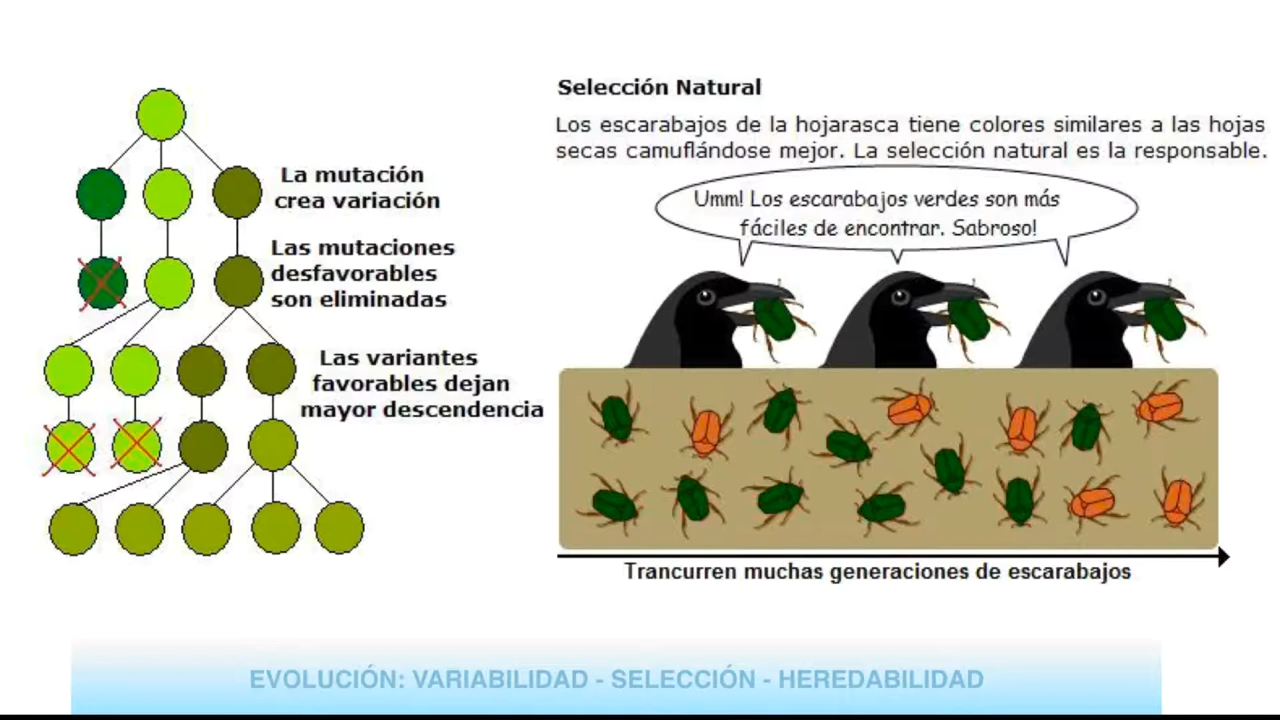 La mutación
crea variación
Las mutaciones
desfavorables
son eliminadas
Las variantes
favorables dejan
mayor descendencia
Selección Natural
Los escarabajos de la hojarasca tiene colores similares a las hojas
secas camuflándose mejor. La selección natural es la responsable.
Umm! Los escarabajos verdes son más
fáciles de encontrar. Sabroso!
Trancurren muchas generaciones de escarabajos
EVOLUCIÓN: VARIABILIDAD - SELECCIÓN - HEREDABILIDAD